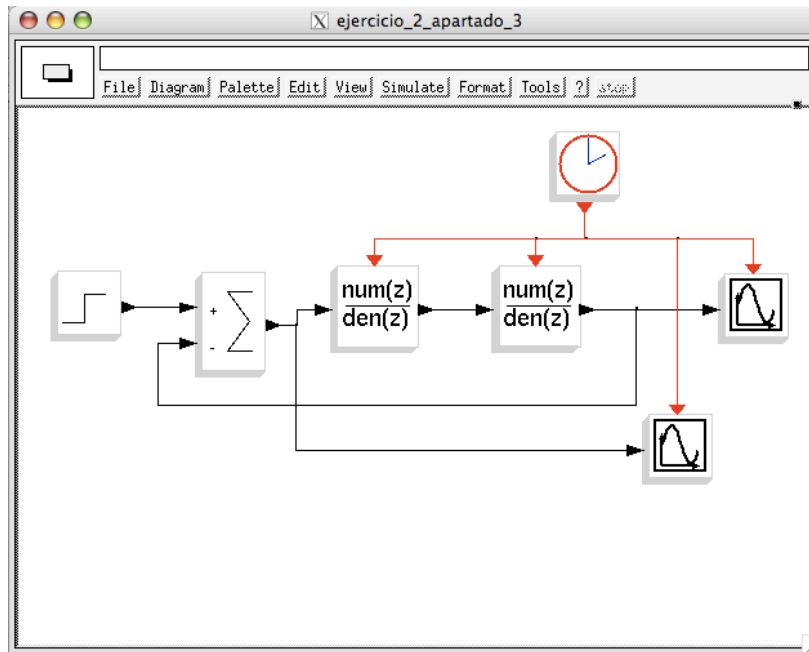 ejercicio_2_apartado_3
File Diagram Palette Edit View Simulate Format Tools ? stop
+
-
num(z)
den(z)
num(z)
den(z)